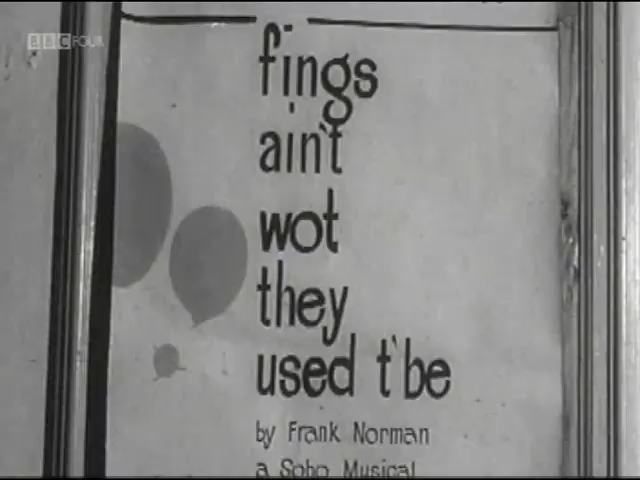 BBC FOUR
fings
ain't
wot
they
used t'be
by Frank Norman
a Soho Musical